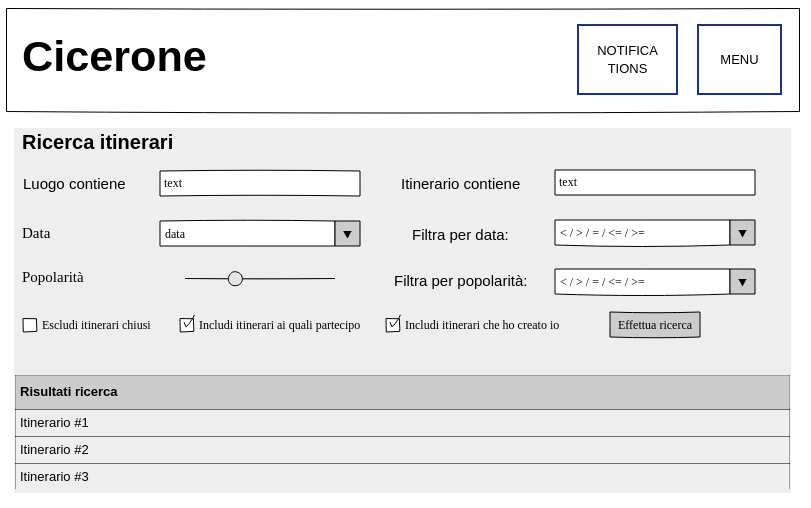 Cicerone
NOTIFICA
TIONS
MENU
Ricerca itinerari
Luogo contiene
text
Itinerario contiene
text
Data
data
Filtra per data:
< / > / = / <= / >=
Popolarità
Filtra per popolarità:
< / > / = / <= / >=
Escludi itinerari chiusi
Includi itinerari ai quali partecipo
Includi itinerari che ho creato io
Effettua ricerca
Risultati ricerca
Itinerario #1
Itinerario #2
Itinerario #3